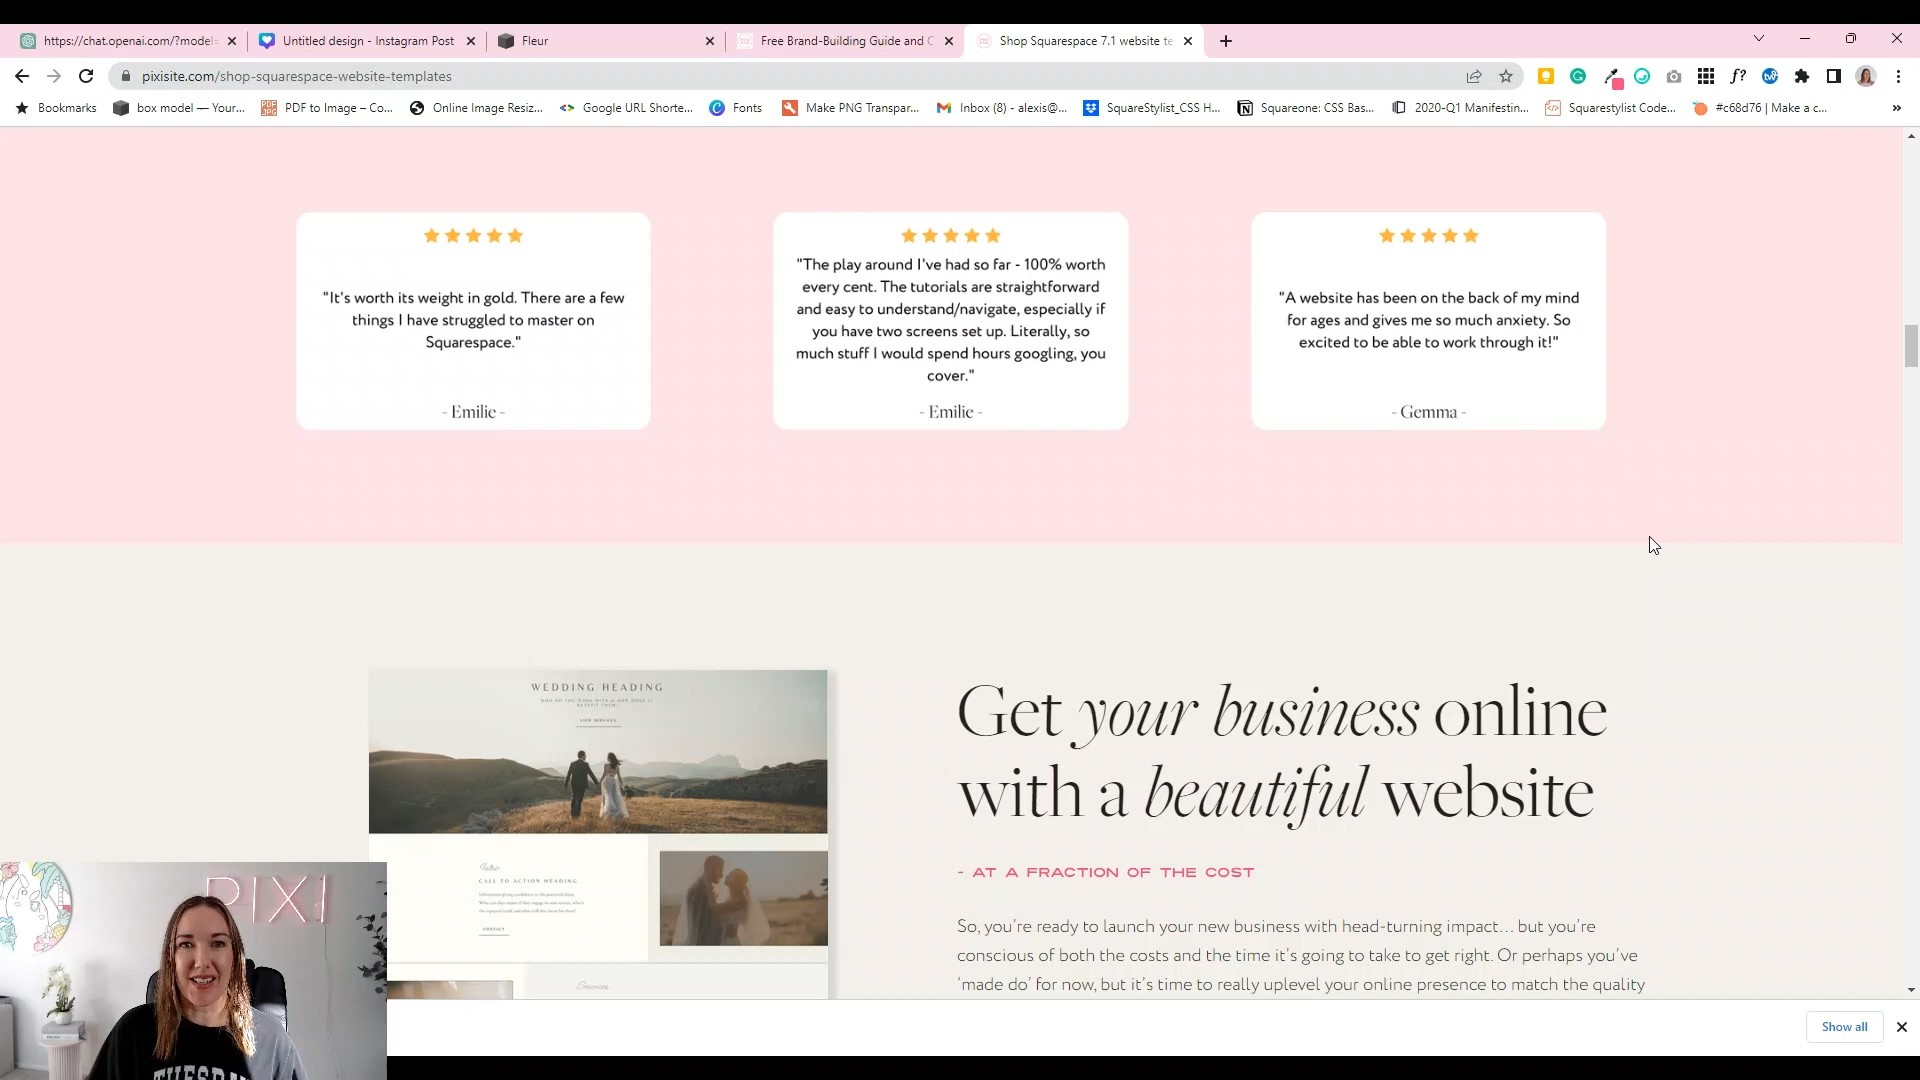 https://chat.openai.com/?model=
Untitled design - Instagram Post
Fleur
Free Brand-Building Guide and C
Shop Squarespace 7.1 website te
pixisite.com/shop-squarespace-website-templates
Bookmarks
box model — Your...
PDF to Image – Co...
Online Image Resiz...
Google URL Shorte...
Fonts
Make PNG Transpar...
Inbox (8) - alexis@...
SquareStylist_CSS H...
Squareone: CSS Bas...
2020-Q1 Manifestin...
Squarestylist Code...
#c68d76 | Make a c...
"It's worth its weight in gold. There are a few
things I have struggled to master on
Squarespace."
- Emilie -
"The play around I've had so far - 100% worth
every cent. The tutorials are straightforward
and easy to understand/navigate, especially if
you have two screens set up. Literally, so
much stuff I would spend hours googling, you
cover."
- Emilie -
"A website has been on the back of my mind
for ages and gives me so much anxiety. So
excited to be able to work through it!"
- Gemma -
WEDDING HEADING
VIEW SERVICES
Intro
CALL TO ACTION HEADING
CONTACT
Services
Get your business online
with a beautiful website
- AT A FRACTION OF THE COST
So, you're ready to launch your new business with head-turning impact... but you're
conscious of both the costs and the time it's going to take to get right. Or perhaps you've
'made do' for now, but it's time to really uplevel your online presence to match the quality
PIXI
TUESDAY
Show all